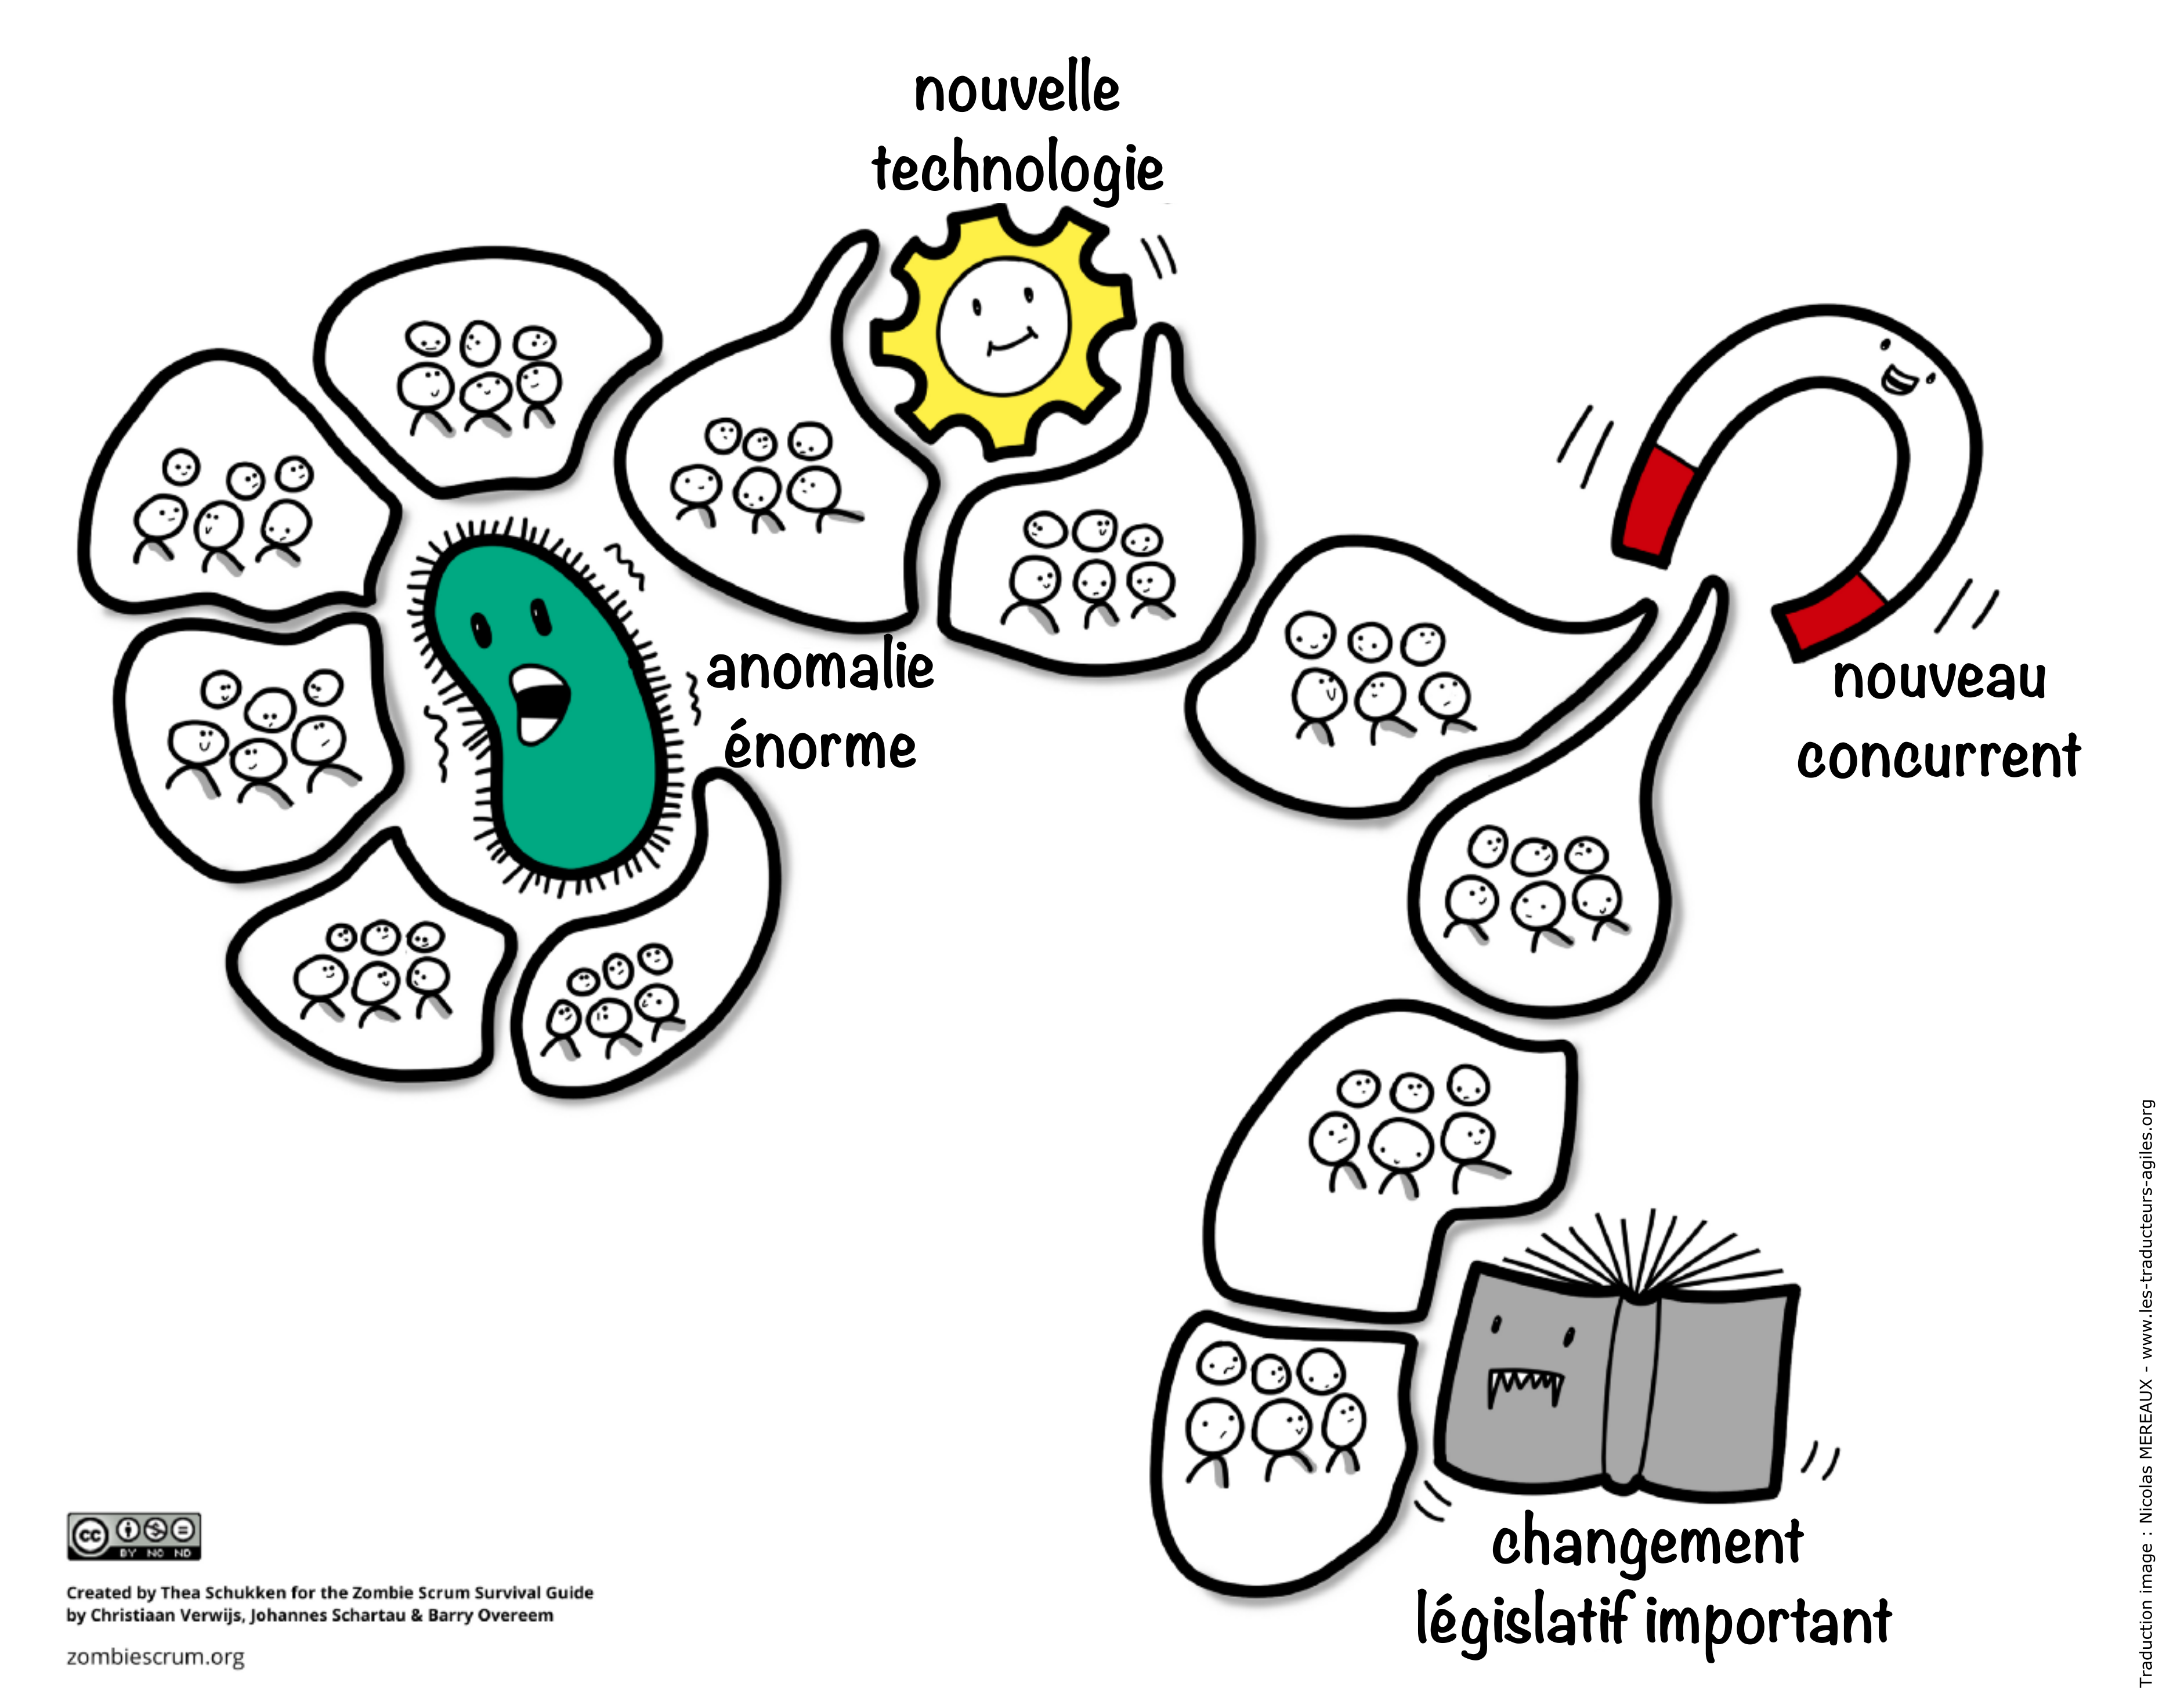 nouvelle
technologie
anomalie
énorme
nouveau
concurrent
changement
législatif important
cc
BY NC ND
Created by Thea Schukken for the Zombie Scrum Survival Guide
by Christiaan Verwijs, Johannes Schartau & Barry Overeem
zombiescrum.org
Traduction image : Nicolas MEREAUX - www.les-traducteurs-agiles.org